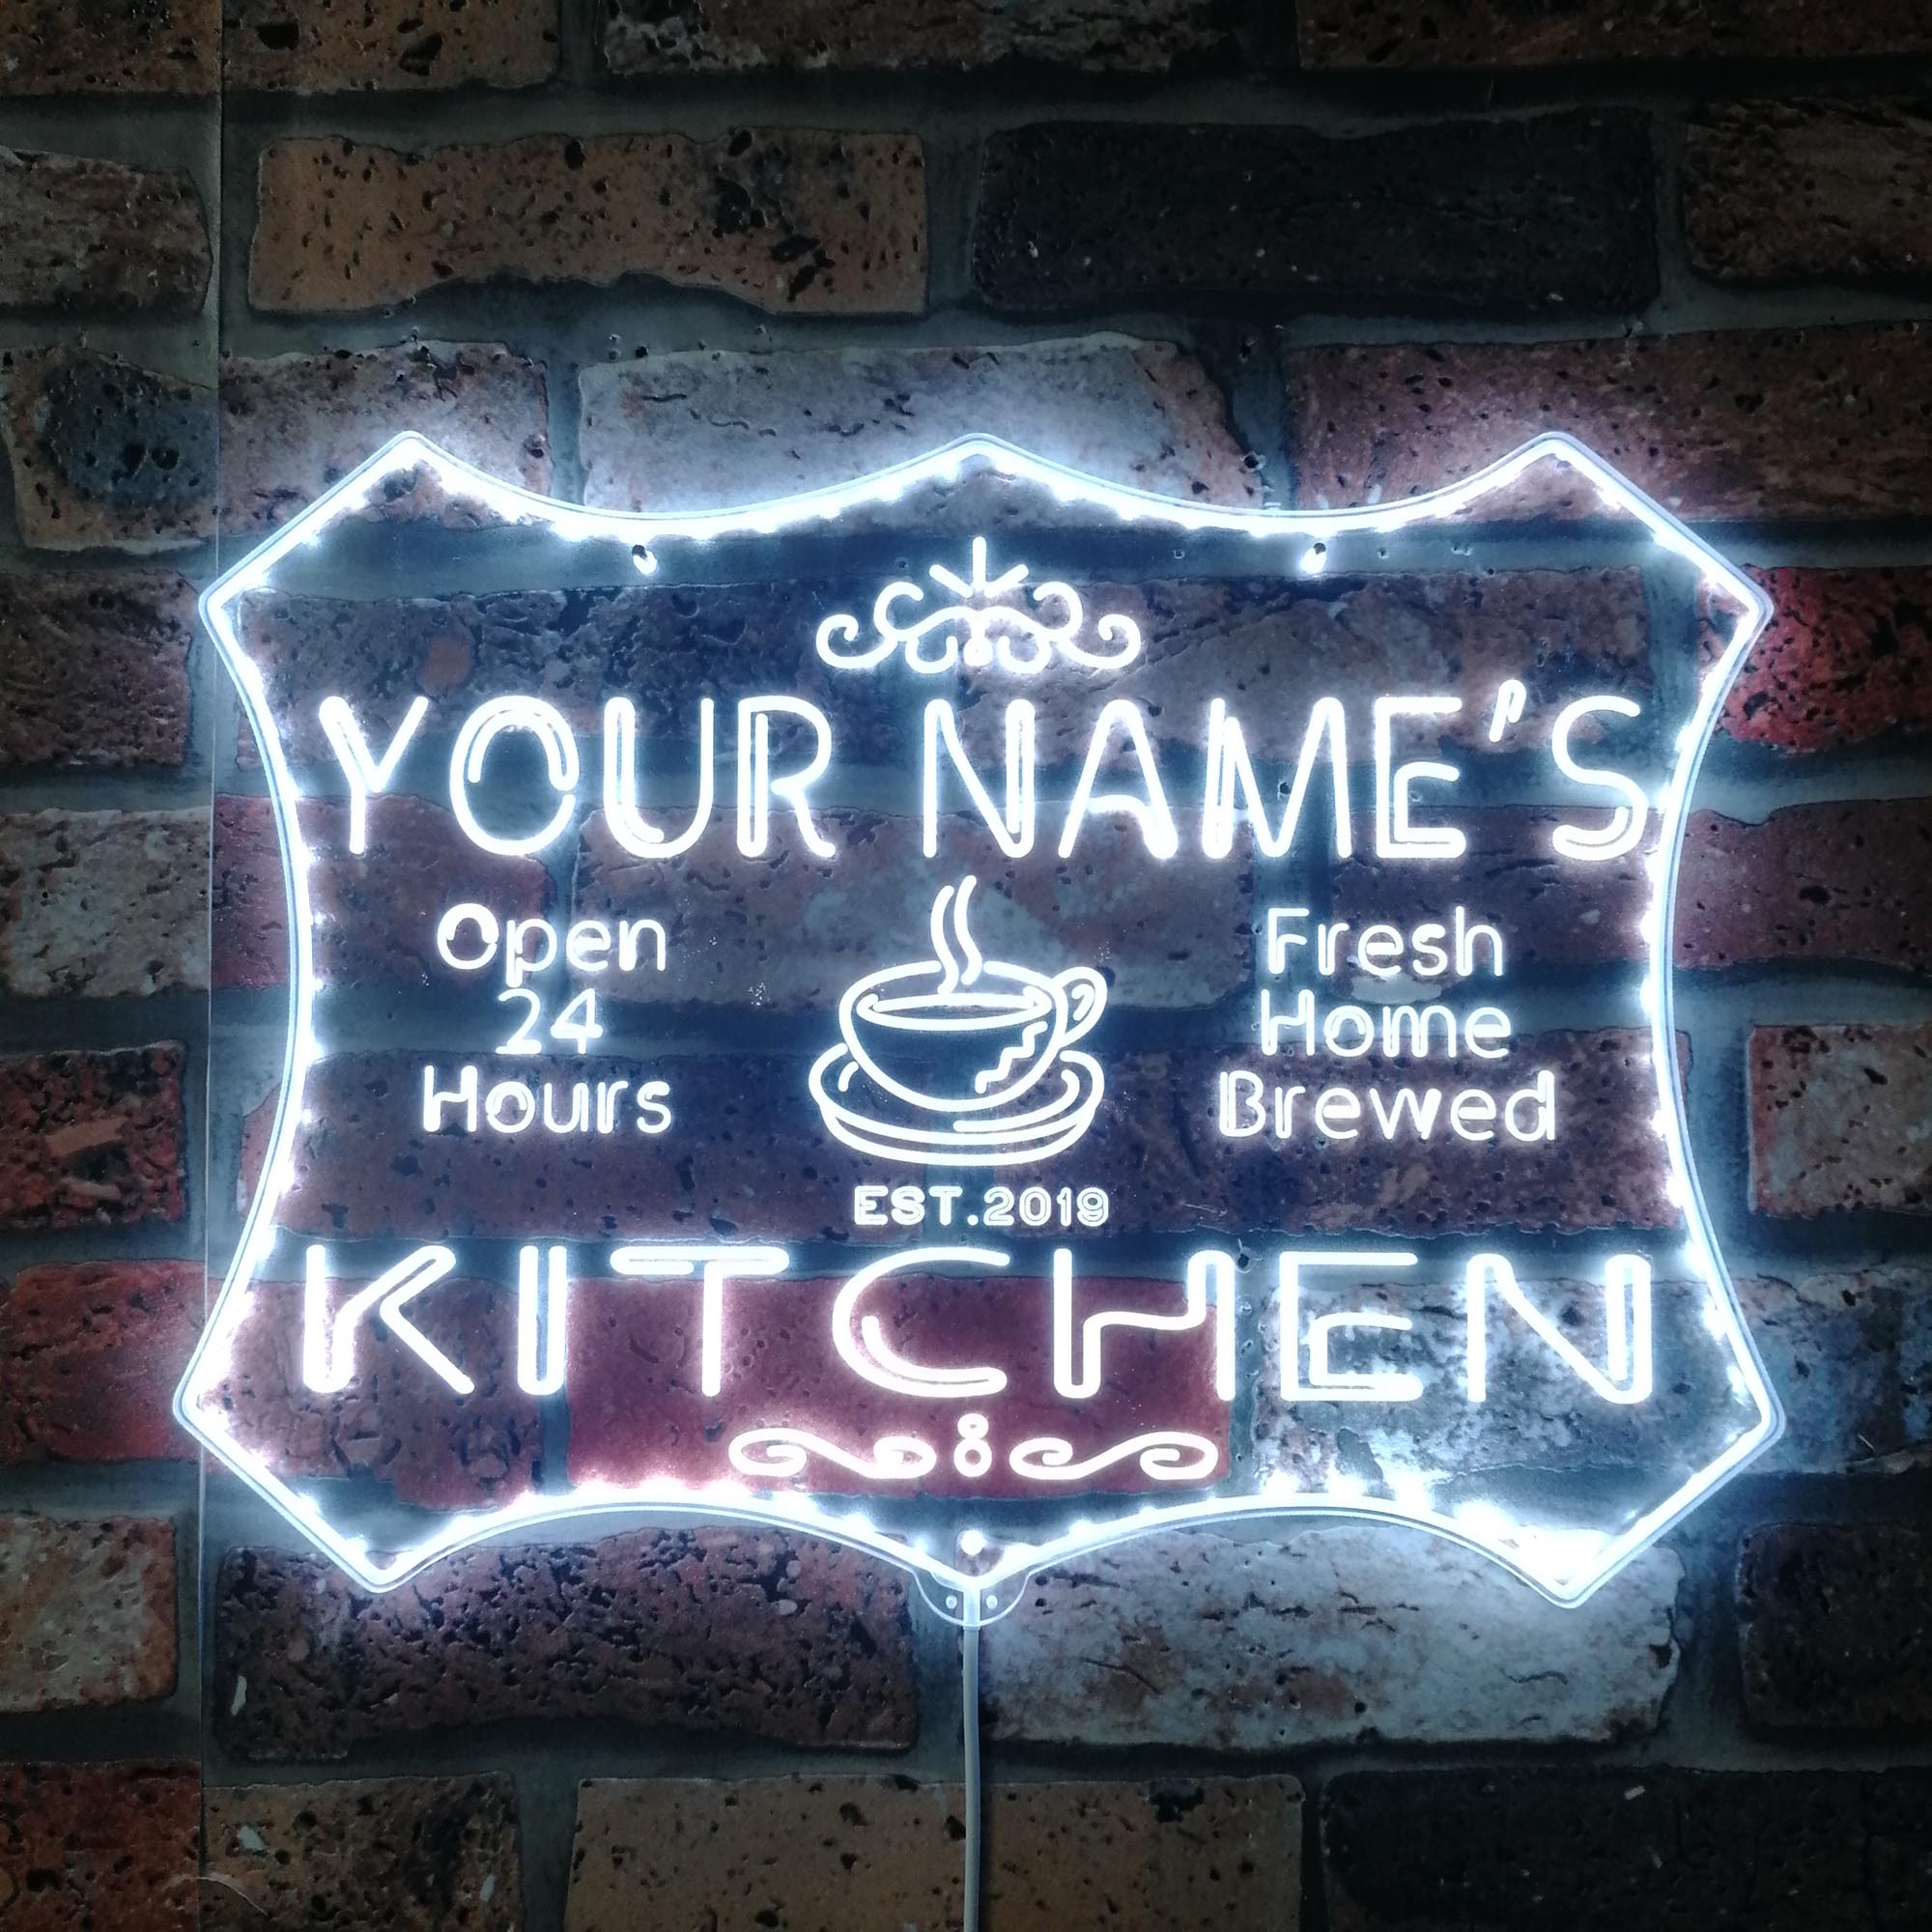 YOUR NAME'S
Open
24
Hours
Fresh
Home
Brewed
EST.2019
KITCHEN